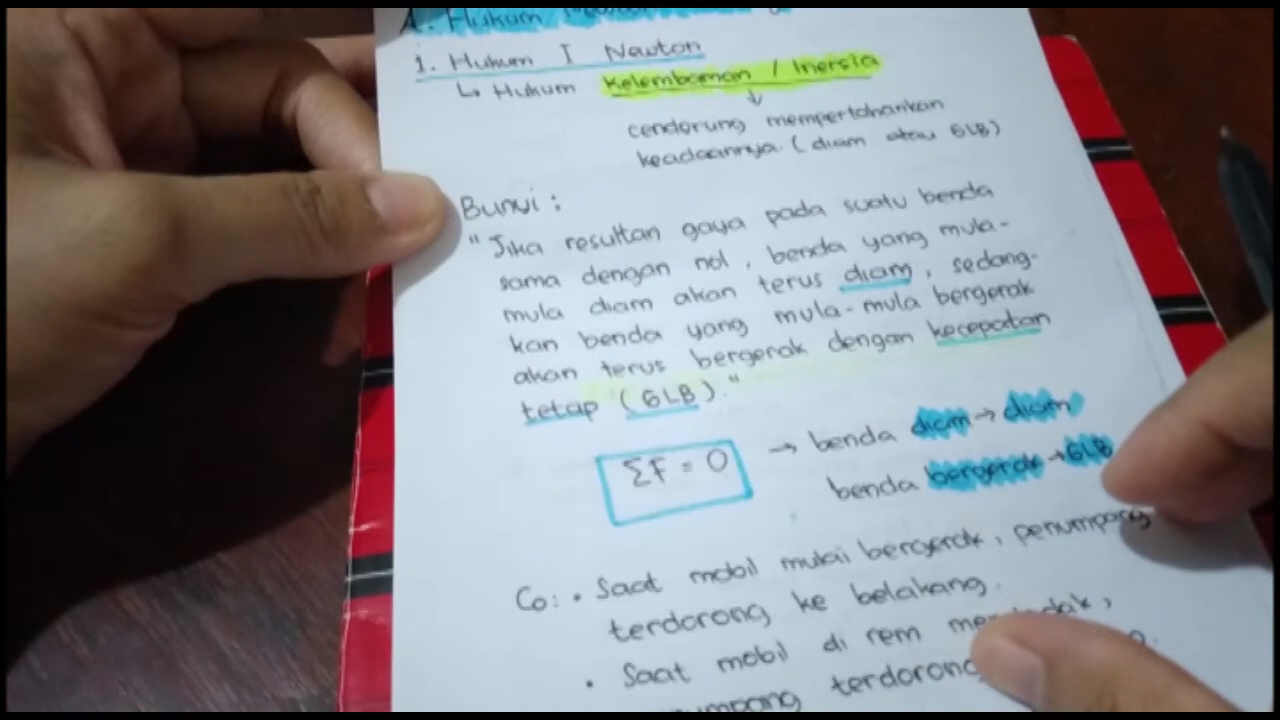 1. Hukum I Newton
↳ Hukum Kelembaman / Inersia
↓
cenderung mempertahankan
keadaannya (diam atau GLB)
Bunyi :
"Jika resultan gaya pada suatu benda
sama dengan nol, benda yang mula-
mula diam akan terus diam, sedang-
kan benda yang mula-mula bergerak
akan terus bergerak dengan kecepatan
tetap (GLB)."
ΣF = 0 → benda diam → diam
benda bergerak → GLB
Co : • Saat mobil mulai bergerak, penumpang
terdorong ke belakang.
• Saat mobil di rem
terdorong